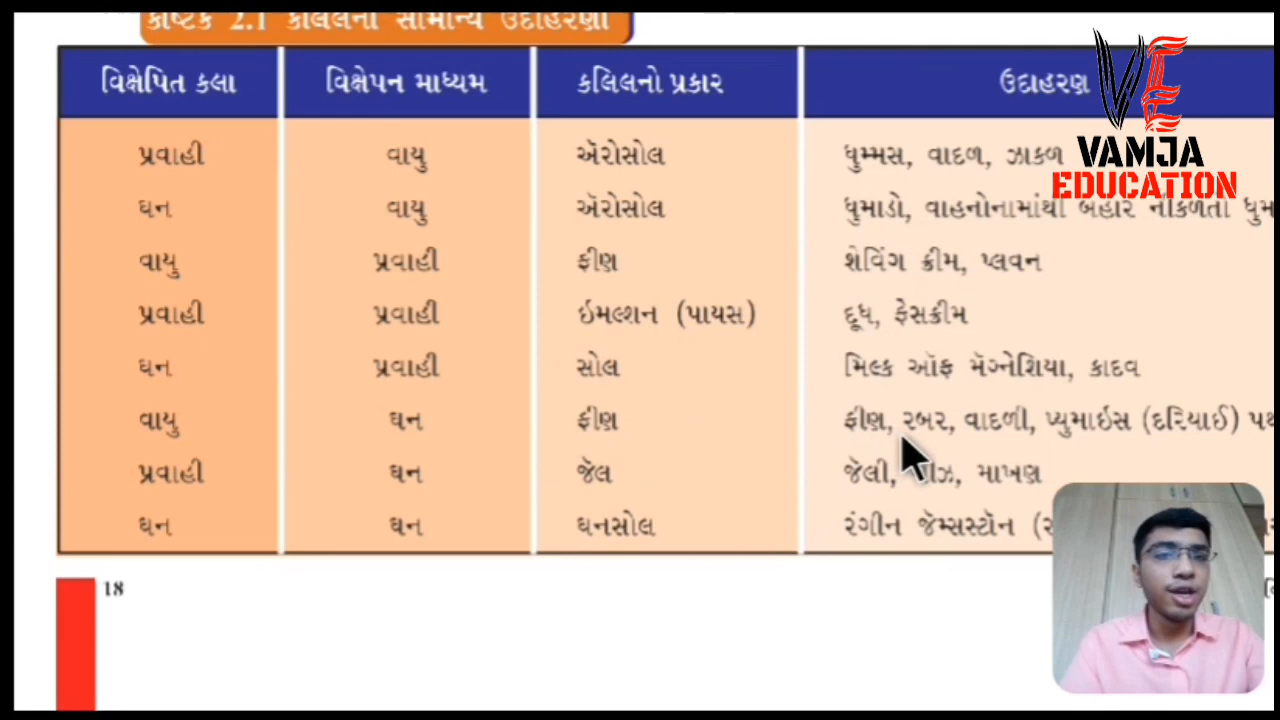 કોષ્ટક 2.1 કલિલના સામાન્ય ઉદાહરણો
વિક્ષેપિત કલા વિક્ષેપન માધ્યમ કલિલનો પ્રકાર ઉદાહરણ
પ્રવાહી વાયુ ઍરોસોલ ધુમ્મસ, વાદળ, ઝાકળ
ઘન વાયુ ઍરોસોલ ધુમાડો, વાહનોનામાંથી બહાર નીકળતો
વાયુ પ્રવાહી ફીણ શેવિંગ ક્રીમ, પ્લવન
પ્રવાહી પ્રવાહી ઇમલ્શન (પાયસ) દૂધ, ફેસક્રીમ
ઘન પ્રવાહી સોલ મિલ્ક ઑફ મૅગ્નેશિયા, કાદવ
વાયુ ઘન ફીણ ફીણ, રબર, વાદળી, પ્યુમાઇસ (દરિયાઈ)
પ્રવાહી ઘન જૅલ જૅલી, માખણ
ઘન ઘન ઘનસોલ રંગીન જૅમ્સસ્ટૉન
18
VE
VAMJA
EDUCATION